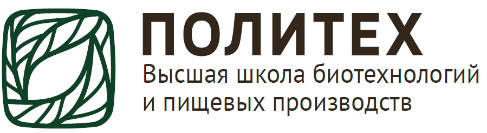 ПОЛИТЕХ
Высшая школа биотехнологий
и пищевых производств